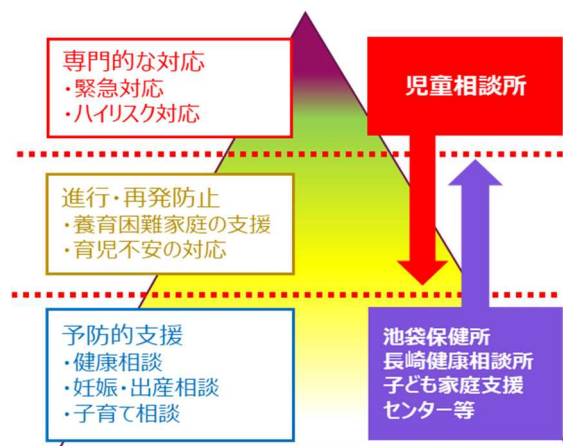 専門的な対応
・緊急対応
・ハイリスク対応
児童相談所
進行・再発防止
・養育困難家庭の支援
・育児不安の対応
予防的支援
・健康相談
・妊娠・出産相談
・子育て相談
池袋保健所
長崎健康相談所
子ども家庭支援
センター等